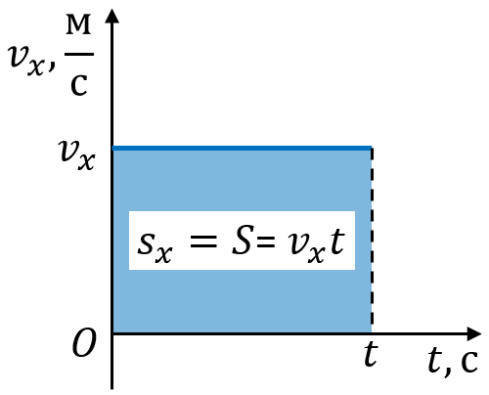 vₓ, м/с
vₓ
sₓ = S= vₓt
O
t
t, с